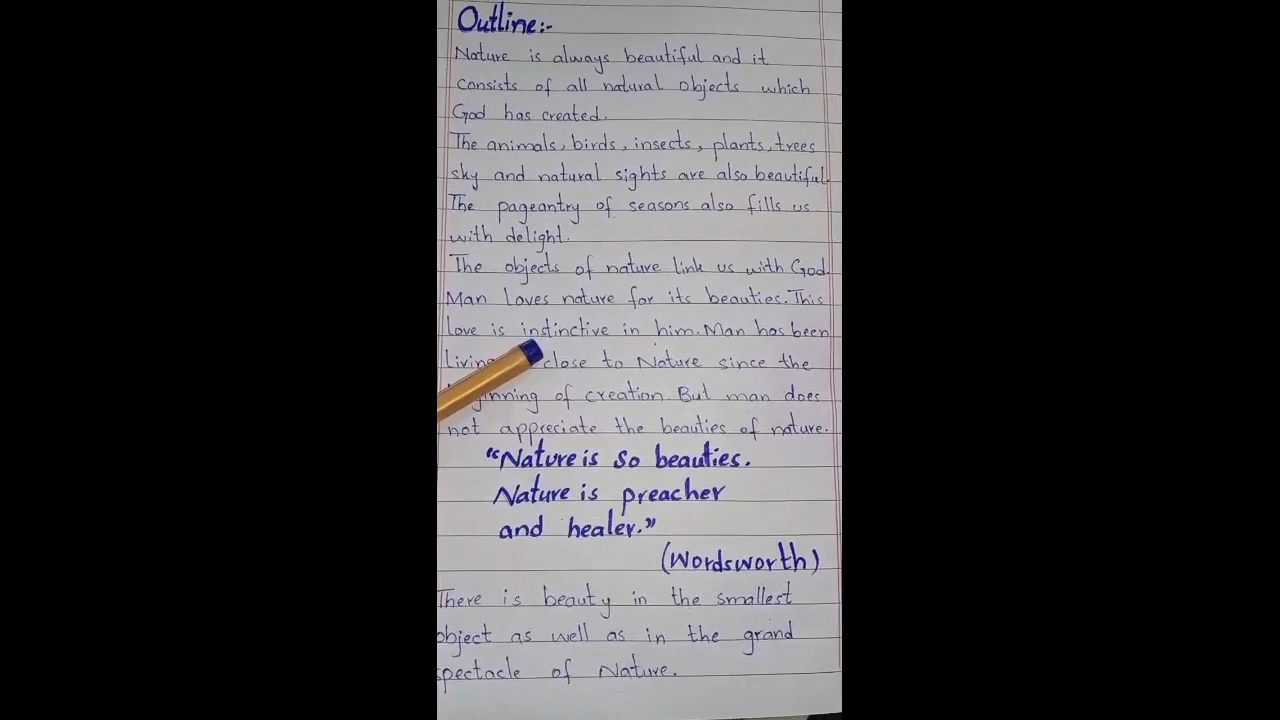 Outline:-
Nature is always beautiful and it
consists of all natural objects which
God has created.
The animals, birds, insects, plants, trees
sky and natural sights are also beautiful.
The pageantry of seasons also fills us
with delight.
The objects of nature link us with God.
Man loves nature for its beauties. This
love is instinctive in him. Man has been
living close to Nature since the
of creation. But man does
not appreciate the beauties of nature.
"Nature is so beauties.
Nature is preacher
and healer."
(Wordsworth)
There is beauty in the smallest
object as well as in the grand
spectacle of Nature.